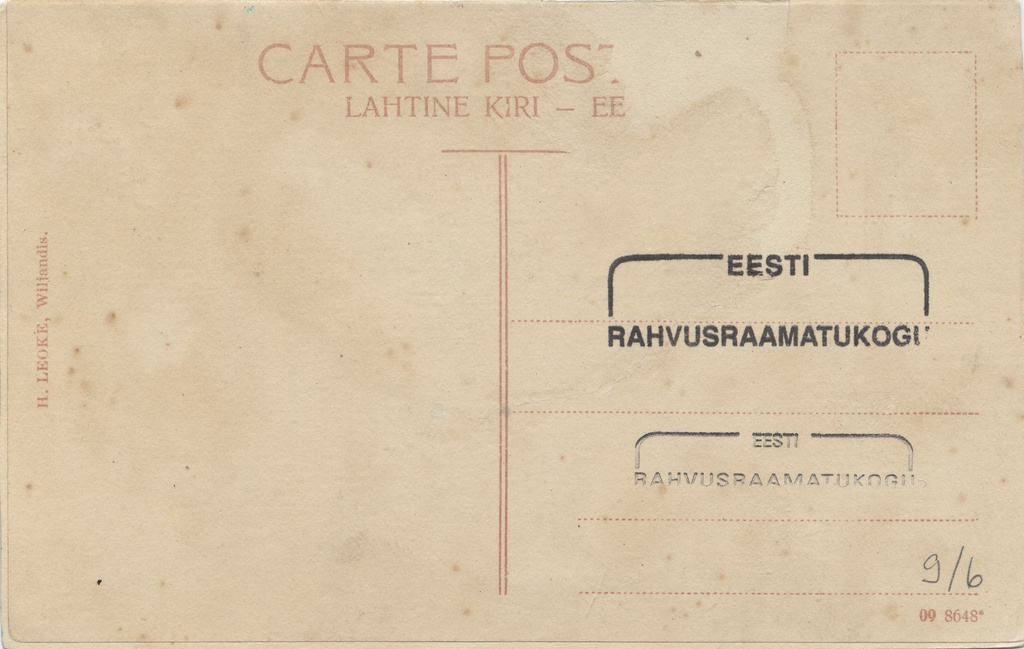 CARTE POST
LAHTINE KIRI – EE
H. LEOKE, Wiljandis.
EESTI
RAHVUSRAAMATUKOGU
EESTI
RAHVUSRAAMATUKOGU
9/6
09 8648*